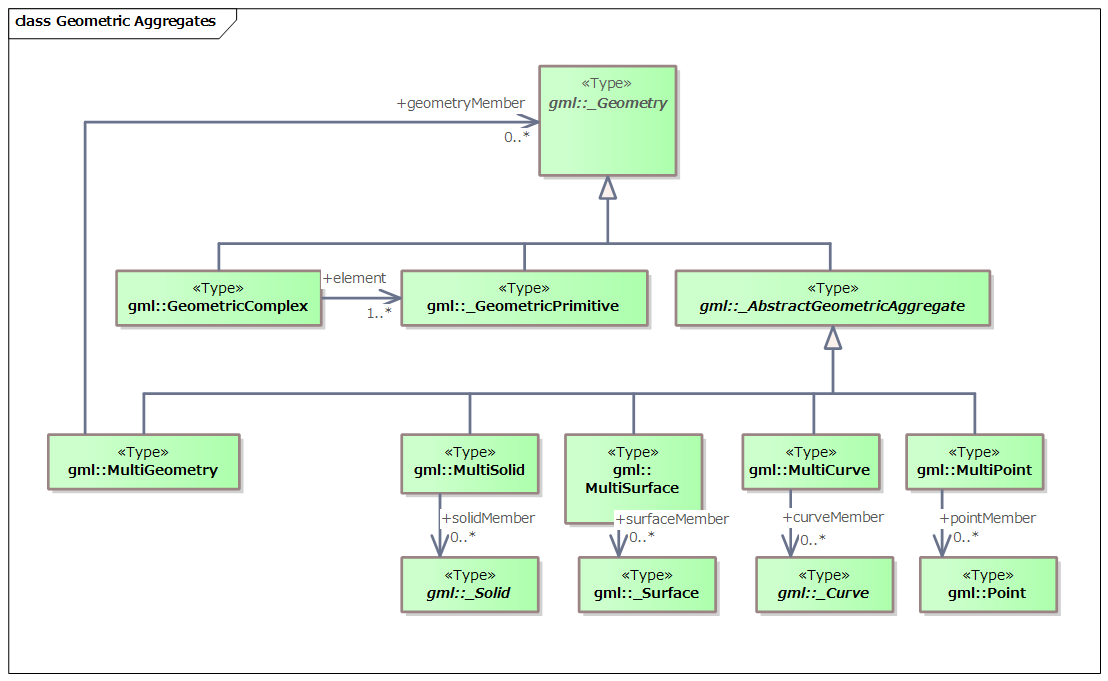 class Geometric Aggregates
«Type»
gml::_Geometry
+geometryMember
0..*
«Type»
gml::GeometricComplex
+element
1..*
«Type»
gml::_GeometricPrimitive
«Type»
gml::_AbstractGeometricAggregate
«Type»
gml::MultiGeometry
«Type»
gml::MultiSolid
«Type»
gml::
MultiSurface
«Type»
gml::MultiCurve
«Type»
gml::MultiPoint
+solidMember
0..*
+surfaceMember
0..*
+curveMember
0..*
+pointMember
0..*
«Type»
gml::_Solid
«Type»
gml::_Surface
«Type»
gml::_Curve
«Type»
gml::Point